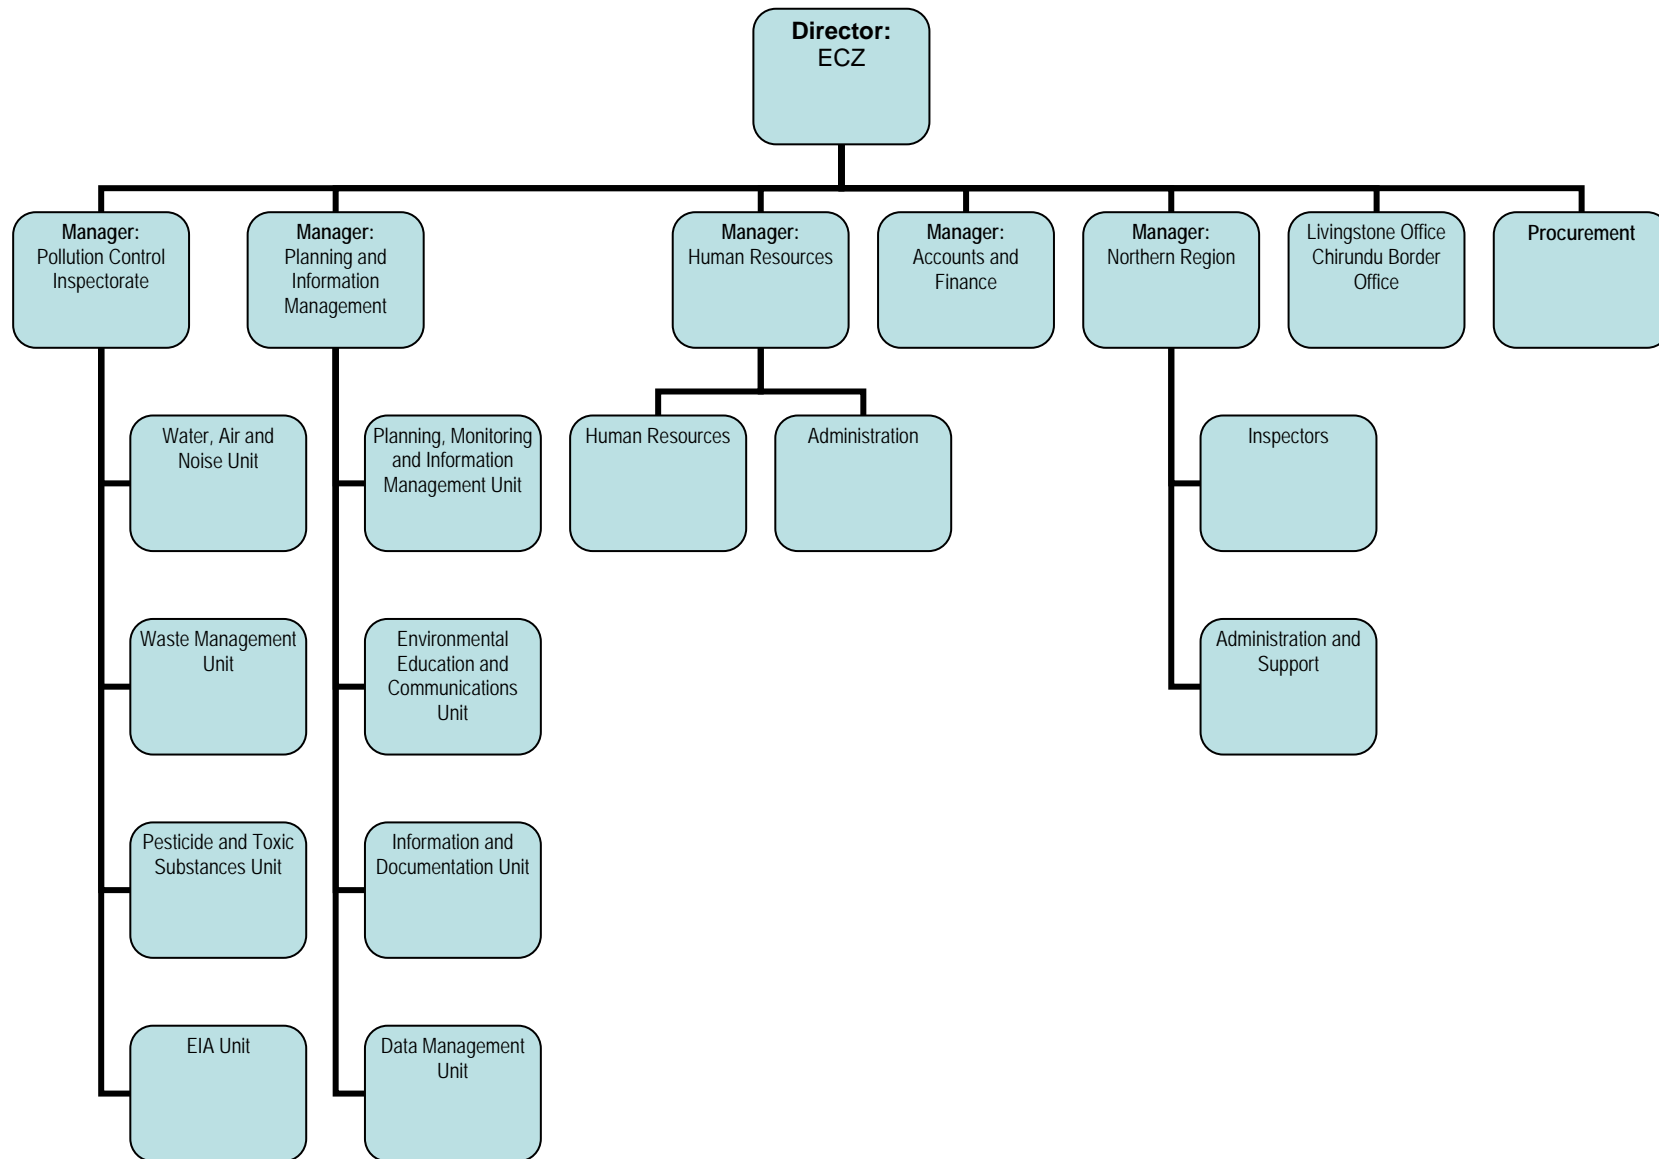 Director:
ECZ
Manager:
Pollution Control
Inspectorate
Manager:
Planning and
Information
Management
Manager:
Human Resources
Manager:
Accounts and
Finance
Manager:
Northern Region
Livingstone Office
Chirundu Border
Office
Procurement
Water, Air and
Noise Unit
Planning, Monitoring
and Information
Management Unit
Human Resources
Administration
Inspectors
Waste Management
Unit
Environmental
Education and
Communications
Unit
Administration and
Support
Pesticide and Toxic
Substances Unit
Information and
Documentation Unit
EIA Unit
Data Management
Unit